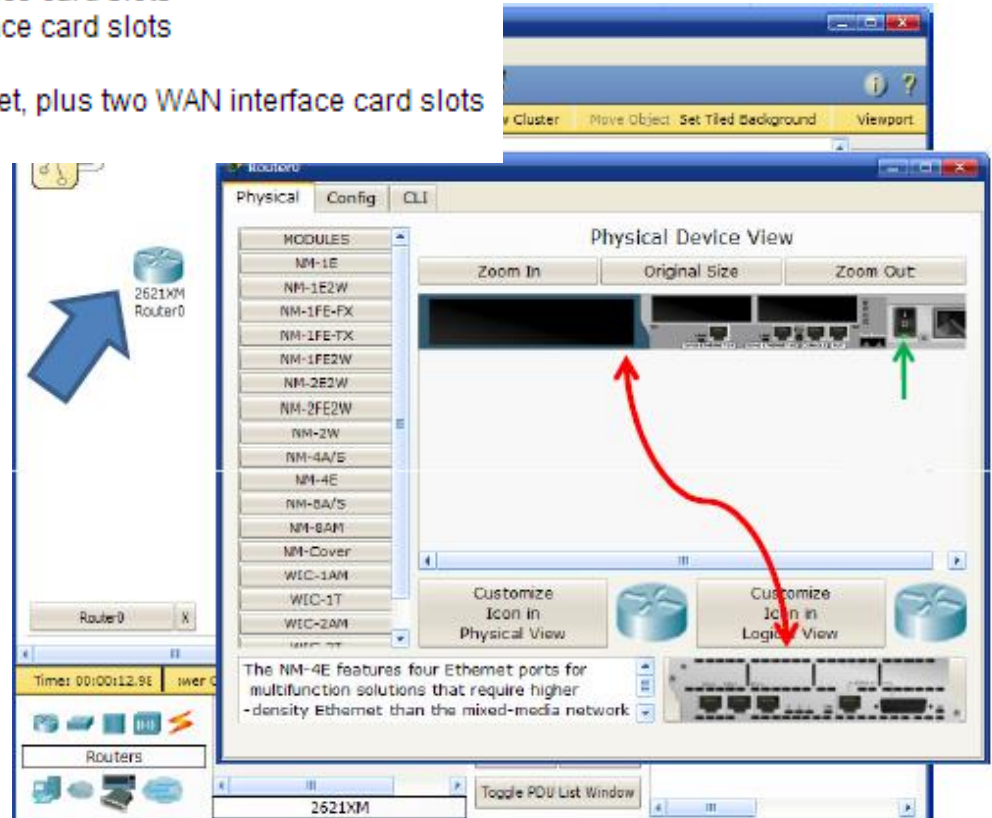 ce card slots
et, plus two WAN interface card slots
Cluster Move Object Set Tiled Background Viewport
Router0
Physical Config CLI
MODULES
NM-1E
NM-1E2W
NM-1FE-FX
NM-1FE-TX
NM-1FE2W
NM-2E2W
NM-2FE2W
NM-2W
NM-4A/S
NM-4E
NM-8A/S
NM-8AM
NM-Cover
WIC-1AM
WIC-1T
WIC-2AM
Physical Device View
Zoom In Original Size Zoom Out
2621XM
Router0
Customize
Icon in
Physical View
Customize
Icon in
Logical View
Router0 X
The NM-4E features four Ethernet ports for
multifunction solutions that require higher
-density Ethernet than the mixed-media network
Time: 00:00:12.98
Routers
2621XM
Toggle PDU List Window